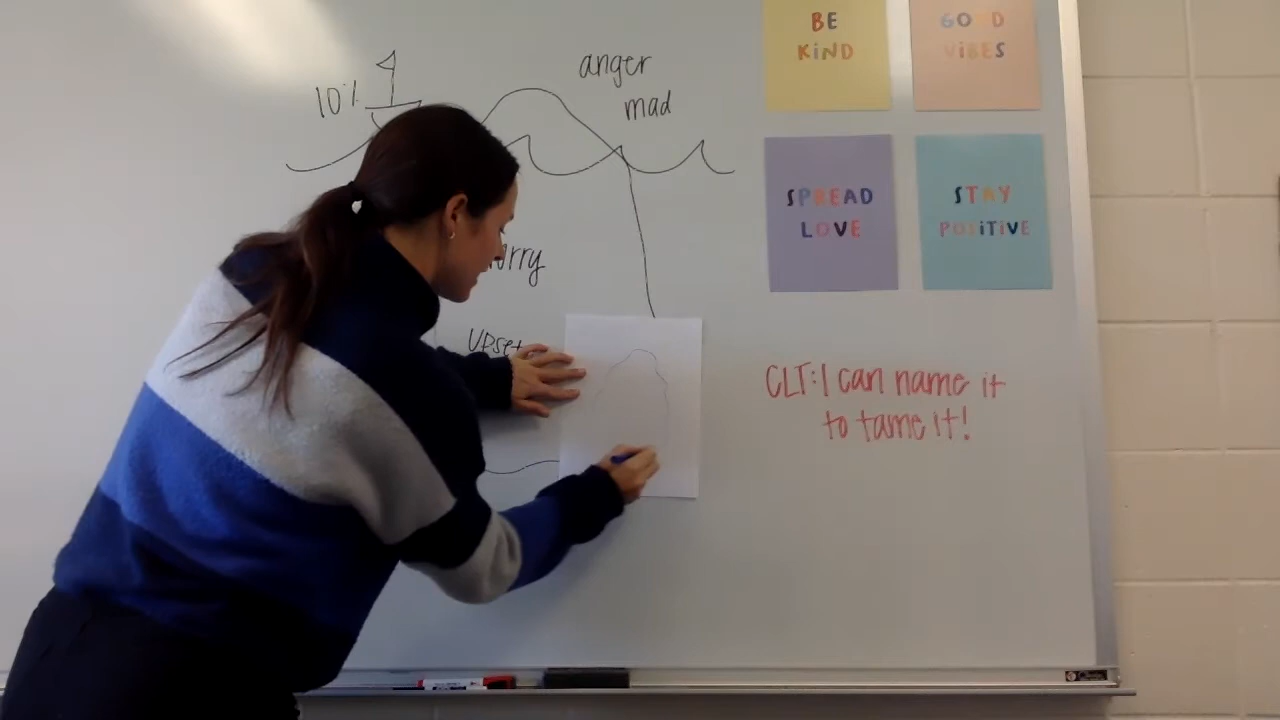 10%
anger
mad
upset
BE
KiND
GOOD
ViBES
SPREAD
LOVE
STAY
POSiTiVE
CLT: I can name it
to tame it!